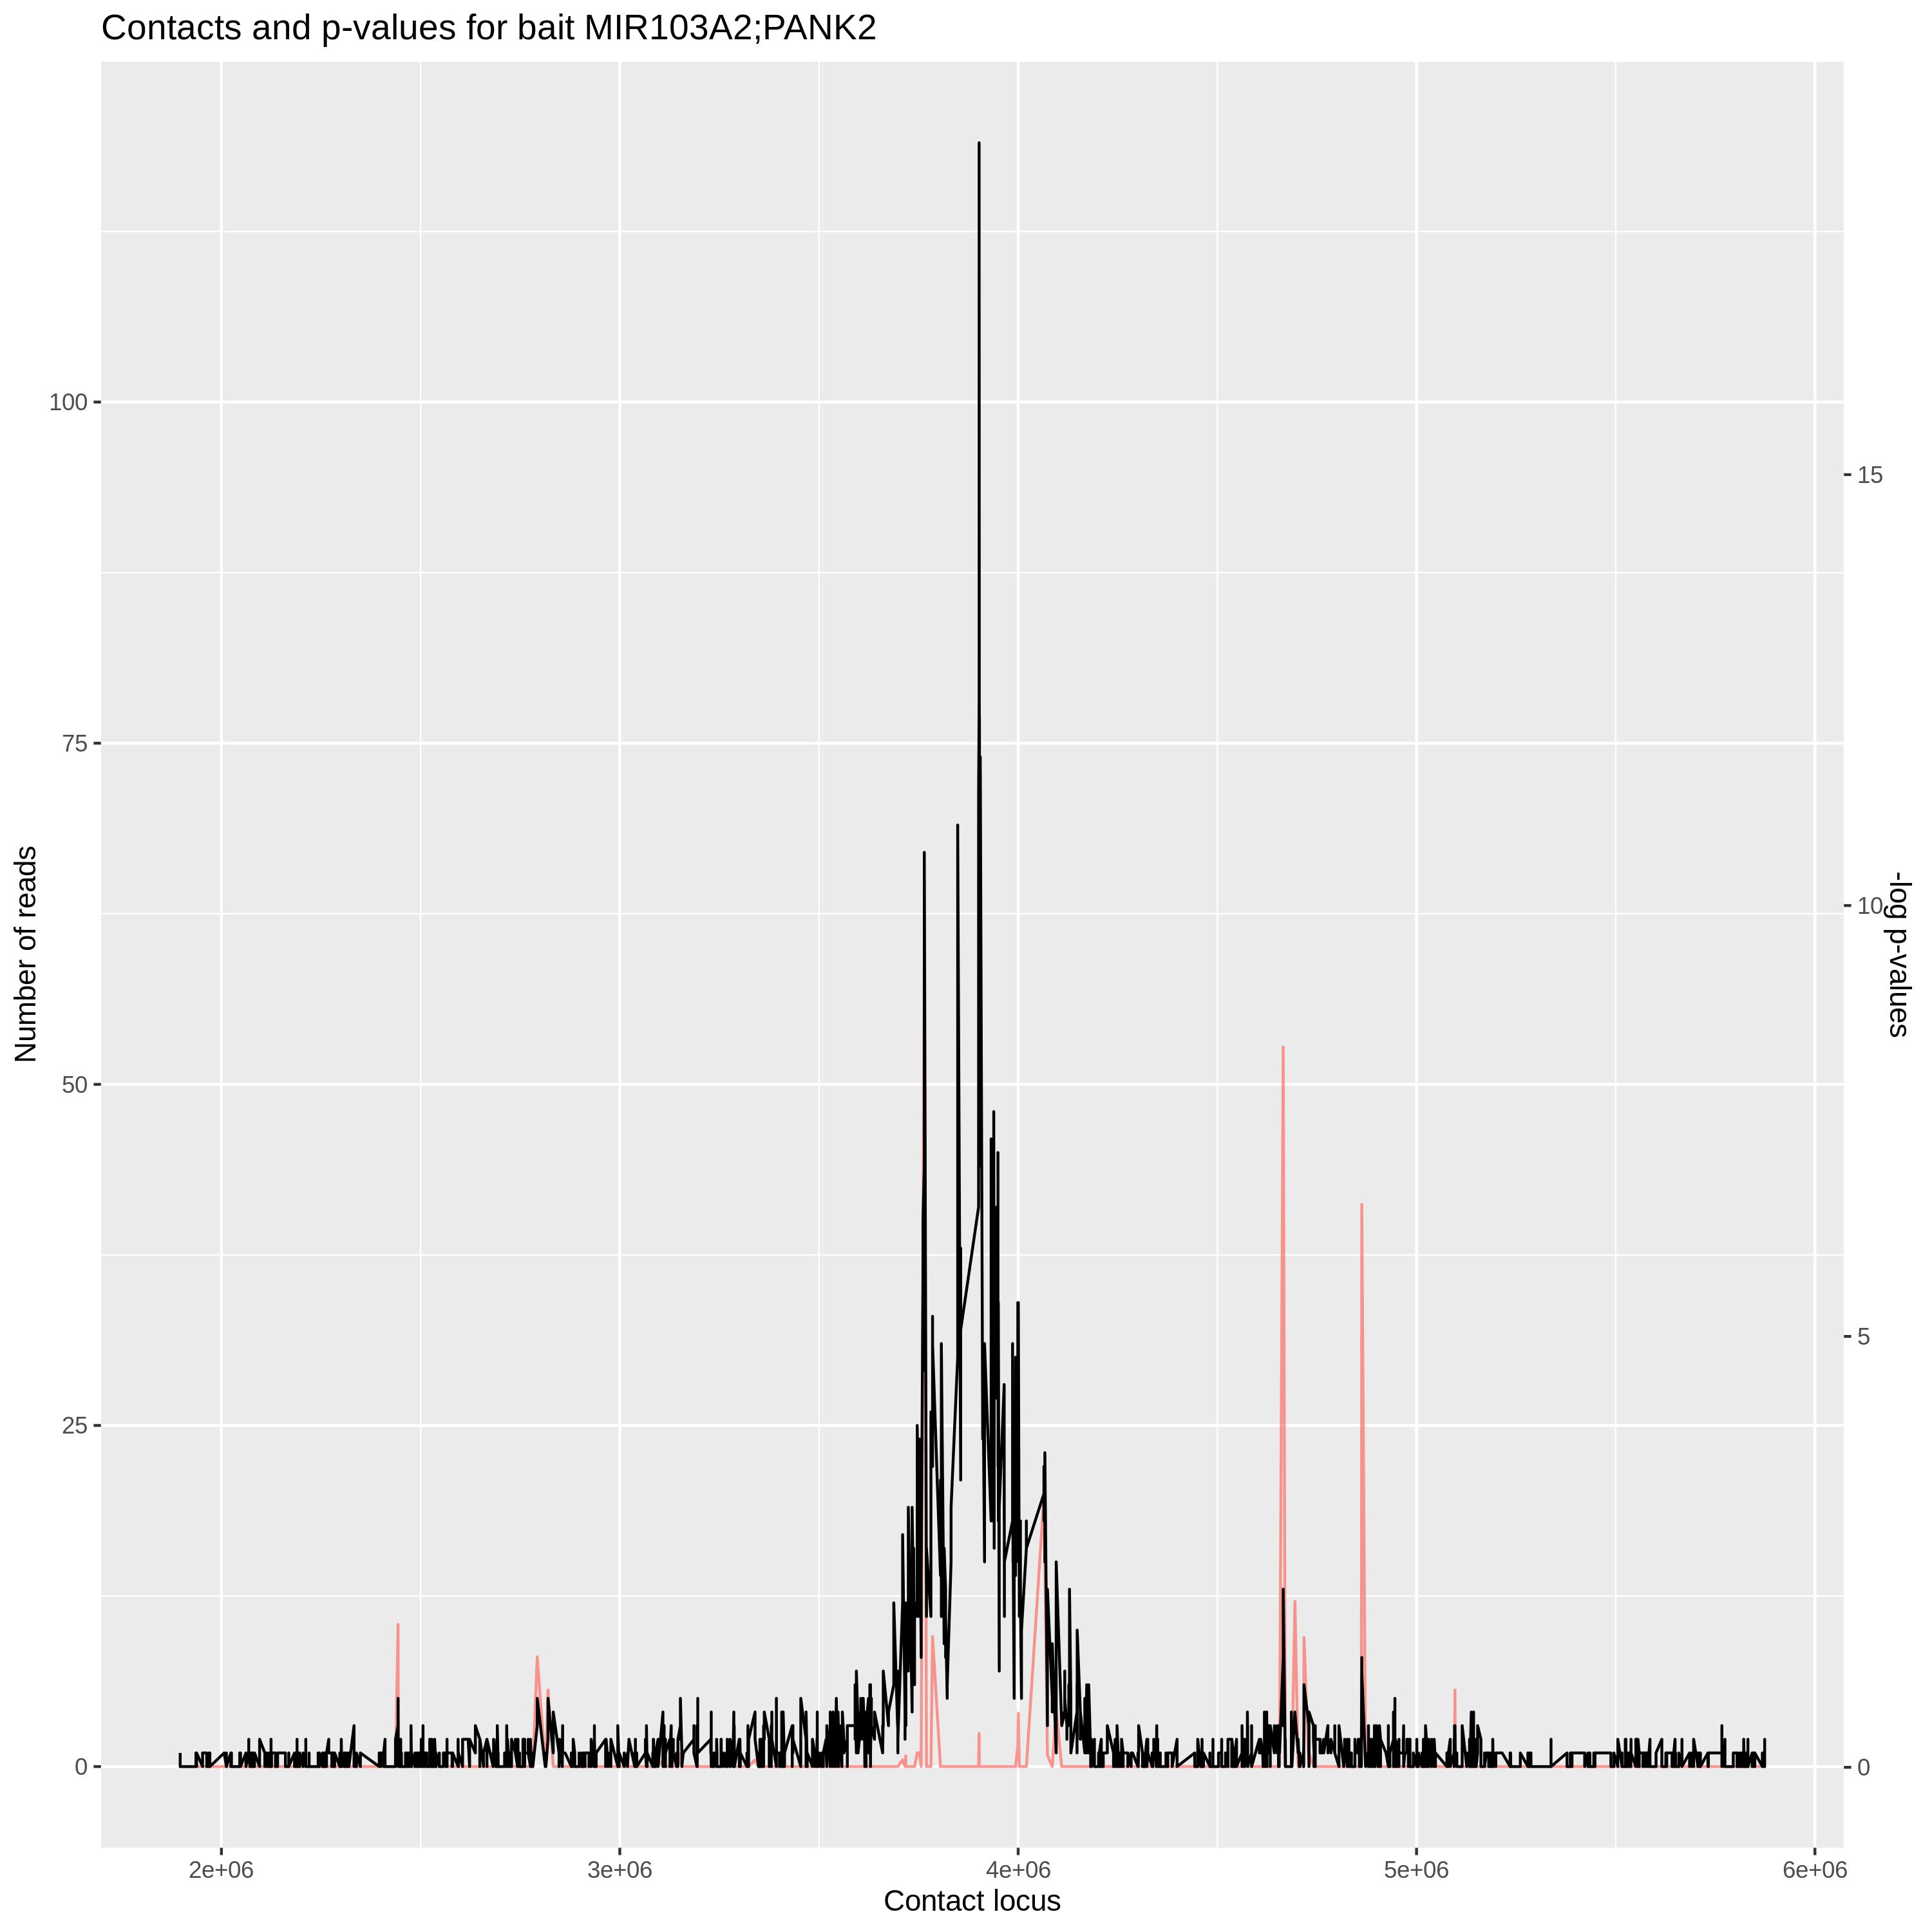 Contacts and p-values for bait MIR103A2;PANK2
Number of reads
100
75
50
25
0
15
10
5
0
-log p-values
2e+06
3e+06
4e+06
5e+06
6e+06
Contact locus